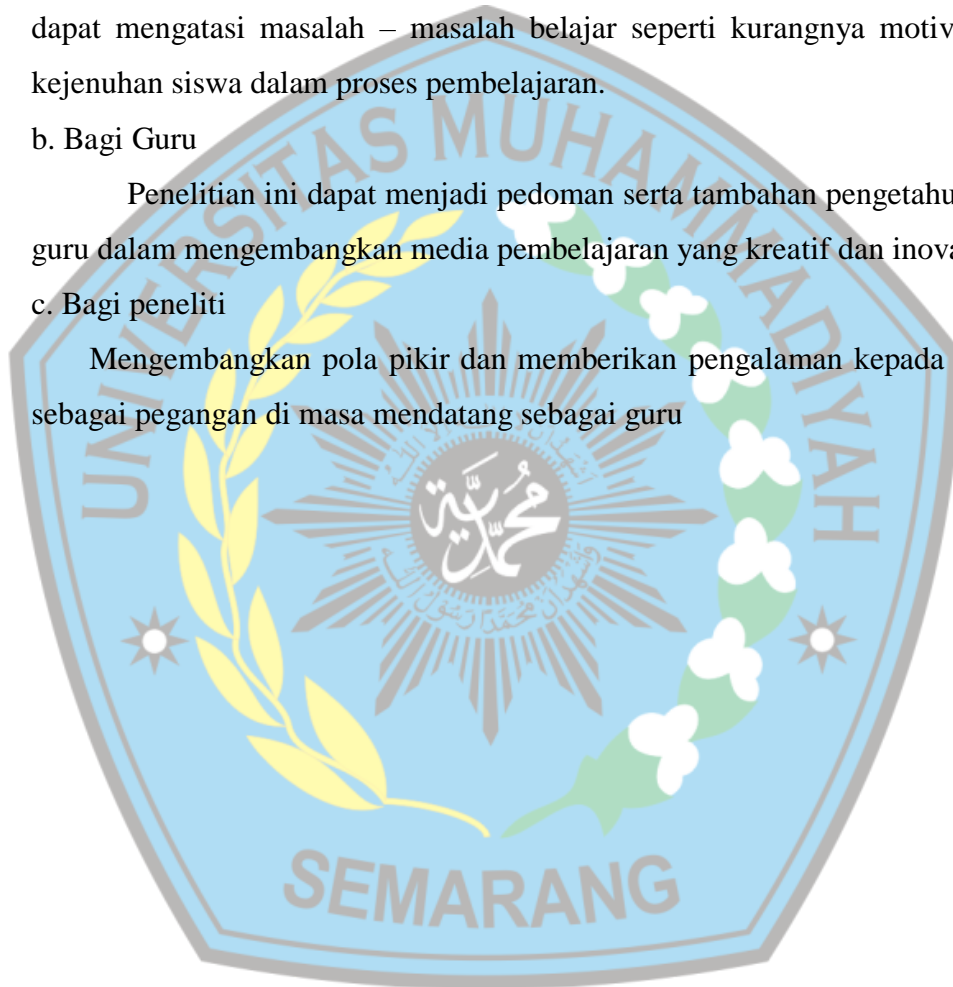 dapat mengatasi masalah – masalah belajar seperti kurangnya motiv
kejenuhan siswa dalam proses pembelajaran.
b. Bagi Guru
Penelitian ini dapat menjadi pedoman serta tambahan pengetahu
guru dalam mengembangkan media pembelajaran yang kreatif dan inova
c. Bagi peneliti
Mengembangkan pola pikir dan memberikan pengalaman kepada
sebagai pegangan di masa mendatang sebagai guru
UNIVERSITAS MUHAMMADIYAH
محمدية
SEMARANG